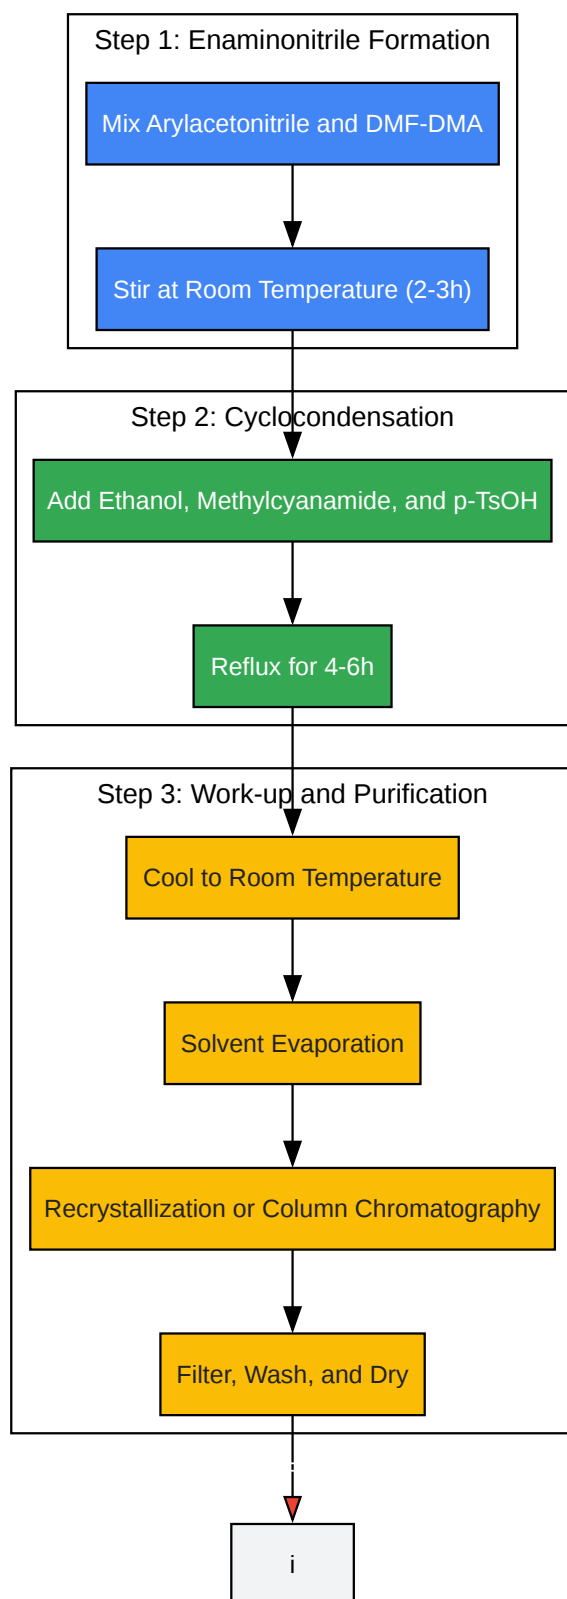 Step 1: Enaminonitrile Formation
Mix Arylacetonitrile and DMF-DMA
Stir at Room Temperature (2-3h)
Step 2: Cyclocondensation
Add Ethanol, Methylcyanamide, and p-TsOH
Reflux for 4-6h
Step 3: Work-up and Purification
Cool to Room Temperature
Solvent Evaporation
Recrystallization or Column Chromatography
Filter, Wash, and Dry
i